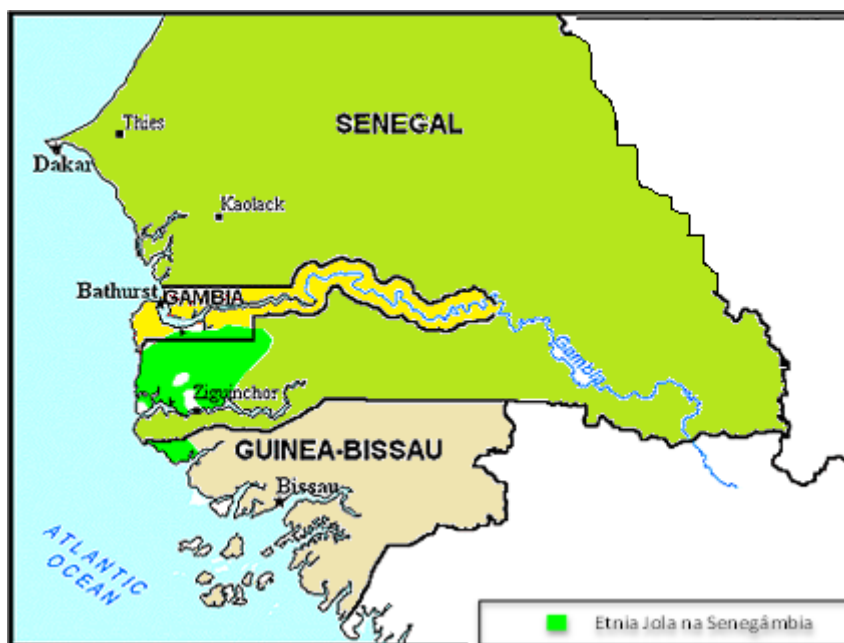 Thies
SENEGAL
Dakar
Kaolack
Bathurst
GAMBIA
Gambia
Ziguinchor
GUINEA-BISSAU
Bissau
ATLANTIC
OCEAN
Etnia Jola na Senegâmbia